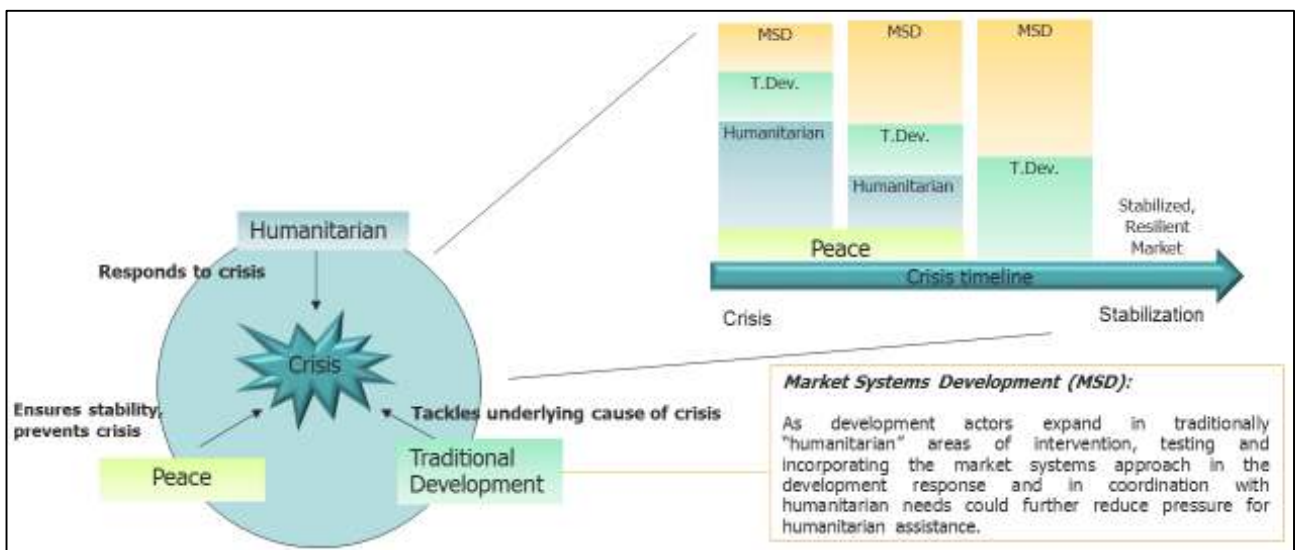 MSD
MSD
MSD
T.Dev.
T.Dev.
T.Dev.
Humanitarian
Humanitarian
Peace
Stabilized,
Resilient
Market
Crisis timeline
Crisis
Stabilization
Humanitarian
Responds to crisis
Crisis
Ensures stability,
prevents crisis
Tackles underlying cause of crisis
Peace
Traditional
Development
Market Systems Development (MSD):
As development actors expand in traditionally
"humanitarian" areas of intervention, testing and
incorporating the market systems approach in the
development response and in coordination with
humanitarian needs could further reduce pressure for
humanitarian assistance.